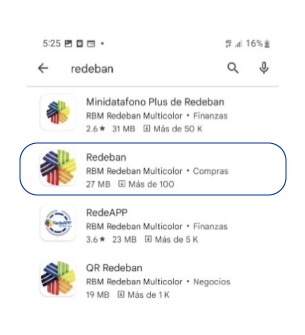 5:25
16%
redeban
Minidatafono Plus de Redeban
RBM Redeban Multicolor • Finanzas
2.6★ 31 MB Más de 50 K
Redeban
RBM Redeban Multicolor • Compras
27 MB Más de 100
RedeAPP
RBM Redeban Multicolor • Finanzas
3.6★ 23 MB Más de 5 K
QR Redeban
RBM Redeban Multicolor • Negocios
19 MB Más de 1 K